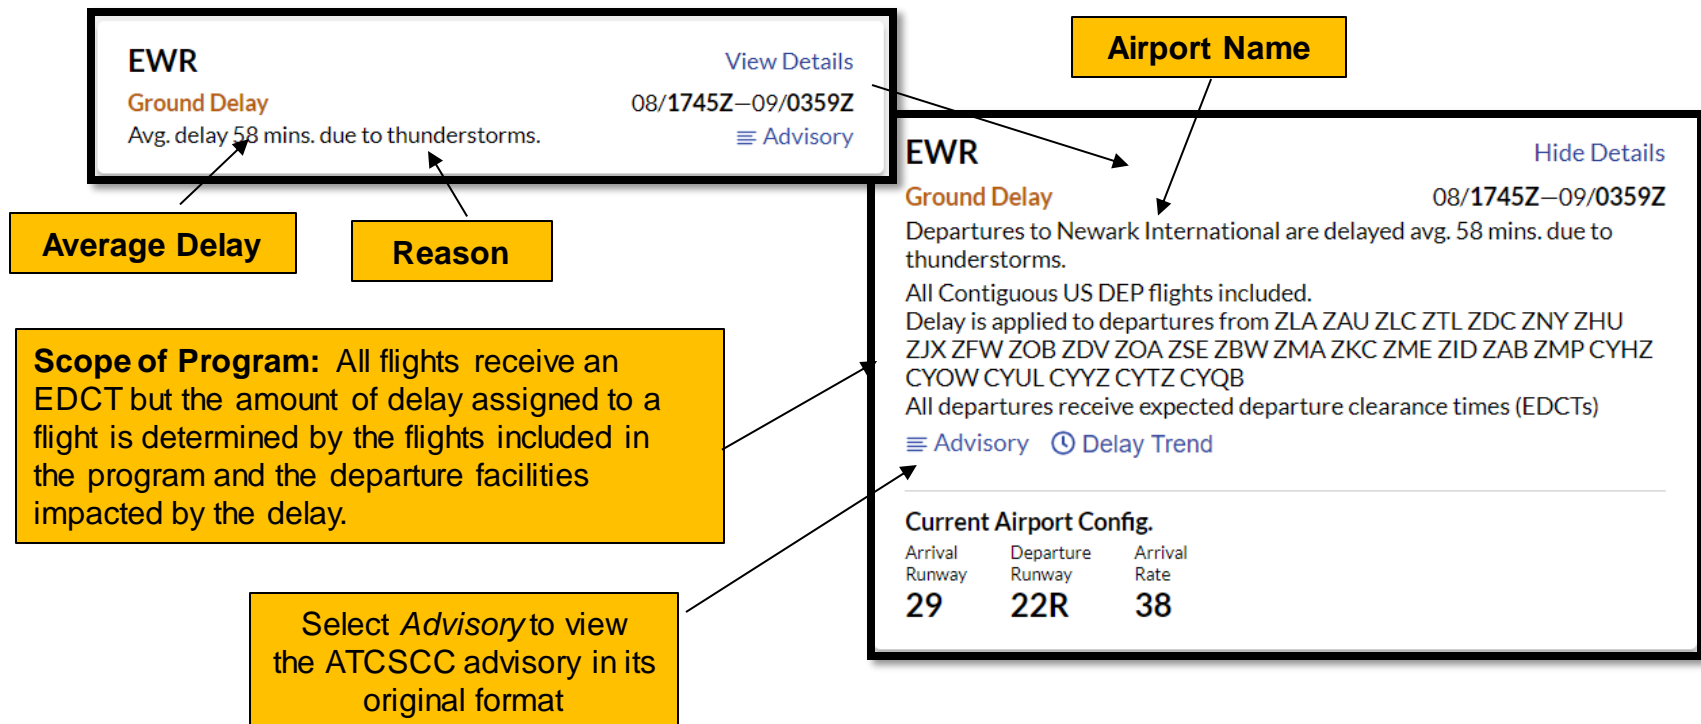 EWR
View Details
Ground Delay
08/1745Z—09/0359Z
Avg. delay 58 mins. due to thunderstorms.
Advisory
Average Delay
Reason
Airport Name
EWR
Hide Details
Ground Delay
08/1745Z—09/0359Z
Departures to Newark International are delayed avg. 58 mins. due to
thunderstorms.
All Contiguous US DEP flights included.
Delay is applied to departures from ZLA ZAU ZLC ZTL ZDC ZNY ZHU
ZJX ZFW ZOB ZDV ZOA ZSE ZBW ZMA ZKC ZME ZID ZAB ZMP CYHZ
CYOW CYUL CYYZ CYTZ CYQB
All departures receive expected departure clearance times (EDCTs)
Advisory
Delay Trend
Current Airport Config.
Arrival Runway
29
Departure Runway
22R
Arrival Rate
38
Scope of Program: All flights receive an
EDCT but the amount of delay assigned to a
flight is determined by the flights included in
the program and the departure facilities
impacted by the delay.
Select Advisory to view
the ATCSCC advisory in its
original format